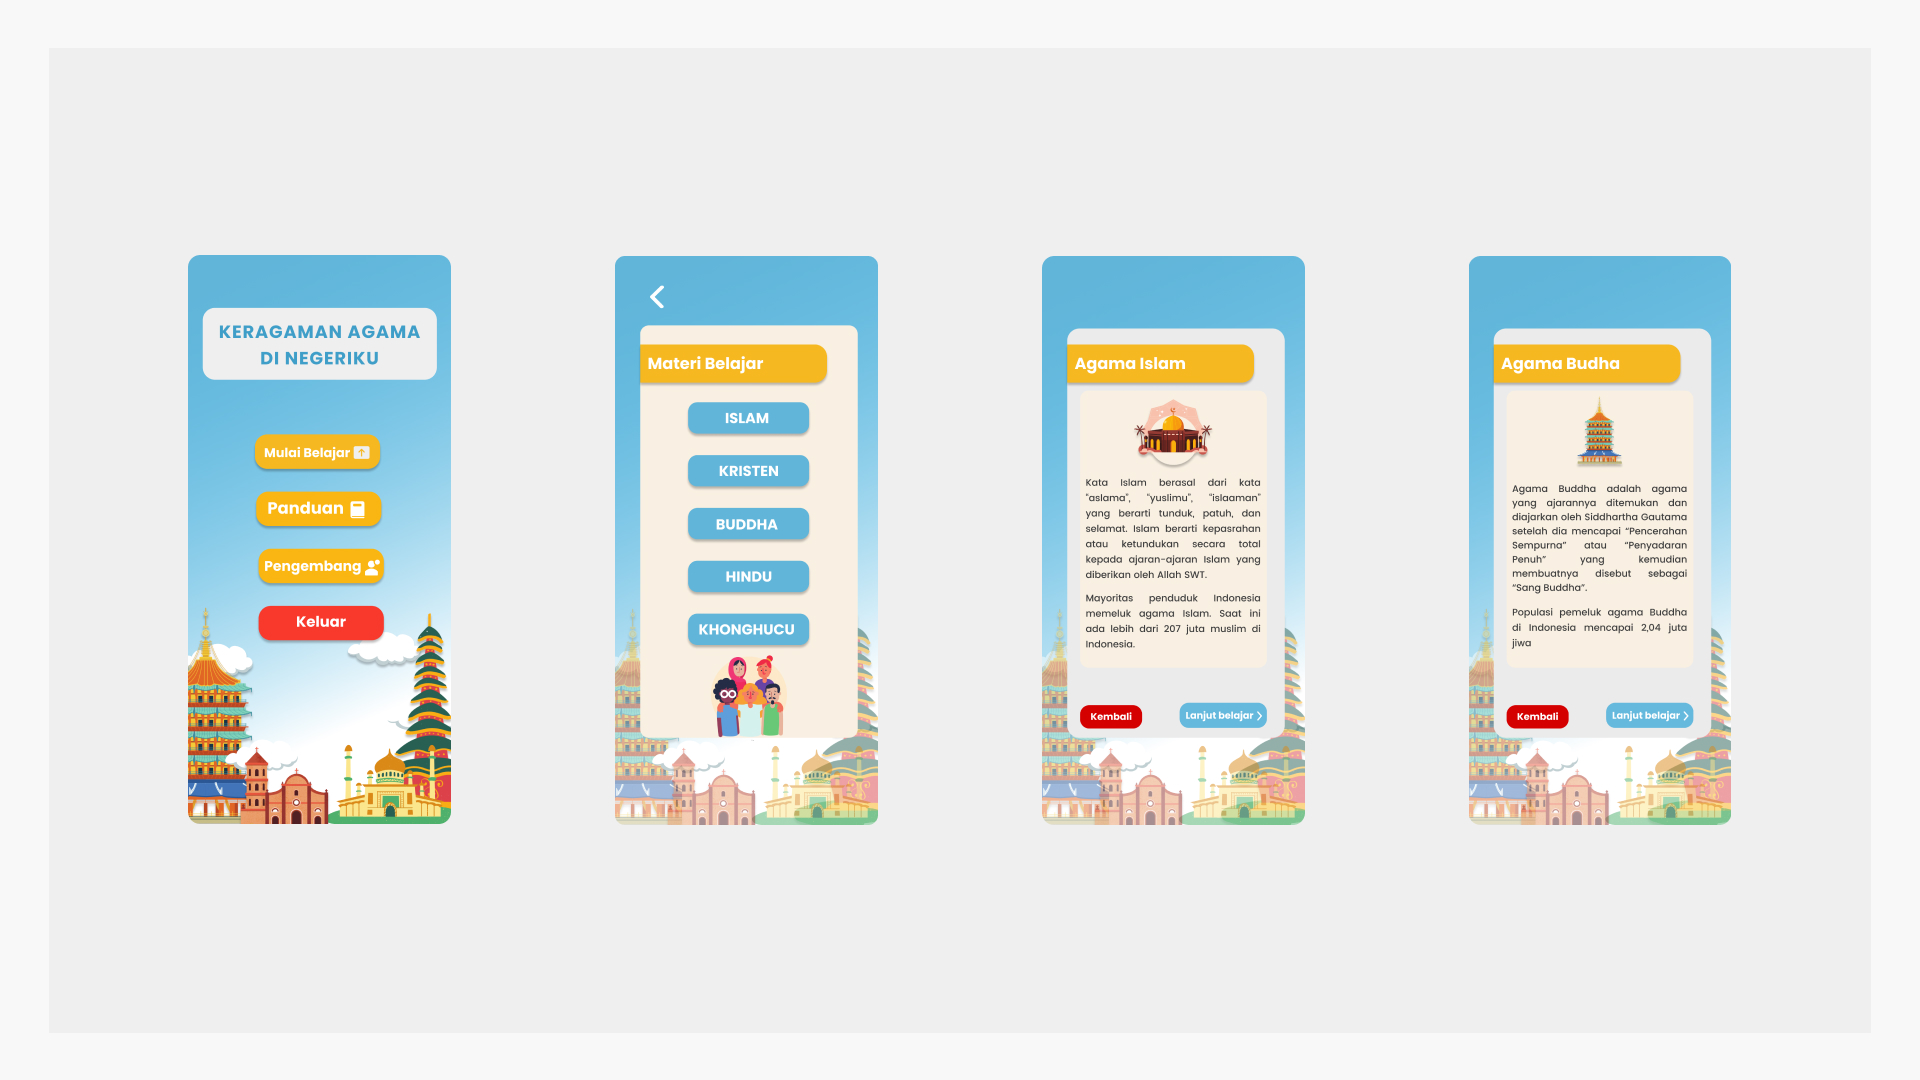 KERAGAMAN AGAMA
DI NEGERIKU
Mulai Belajar
Panduan
Pengembang
Keluar
Materi Belajar
ISLAM
KRISTEN
BUDDHA
HINDU
KHONGHUCU
Agama Islam
Kata Islam berasal dari kata
"aslama", "yuslimu", "islaaman"
yang berarti tunduk, patuh, dan
selamat. Islam berarti kepasrahan
atau ketundukan secara total
kepada ajaran-ajaran Islam yang
diberikan oleh Allah SWT.
Mayoritas penduduk Indonesia
memeluk agama Islam. Saat ini
ada lebih dari 207 juta muslim di
Indonesia.
Kembali
Lanjut belajar
Agama Budha
Agama Buddha adalah agama
yang ajarannya ditemukan dan
diajarkan oleh Siddhartha Gautama
setelah dia mencapai “Pencerahan
Sempurna” atau “Penyadaran
Penuh” yang kemudian
membuatnya disebut sebagai
“Sang Buddha”.
Populasi pemeluk agama Buddha
di Indonesia mencapai 2,04 juta
jiwa
Kembali
Lanjut belajar